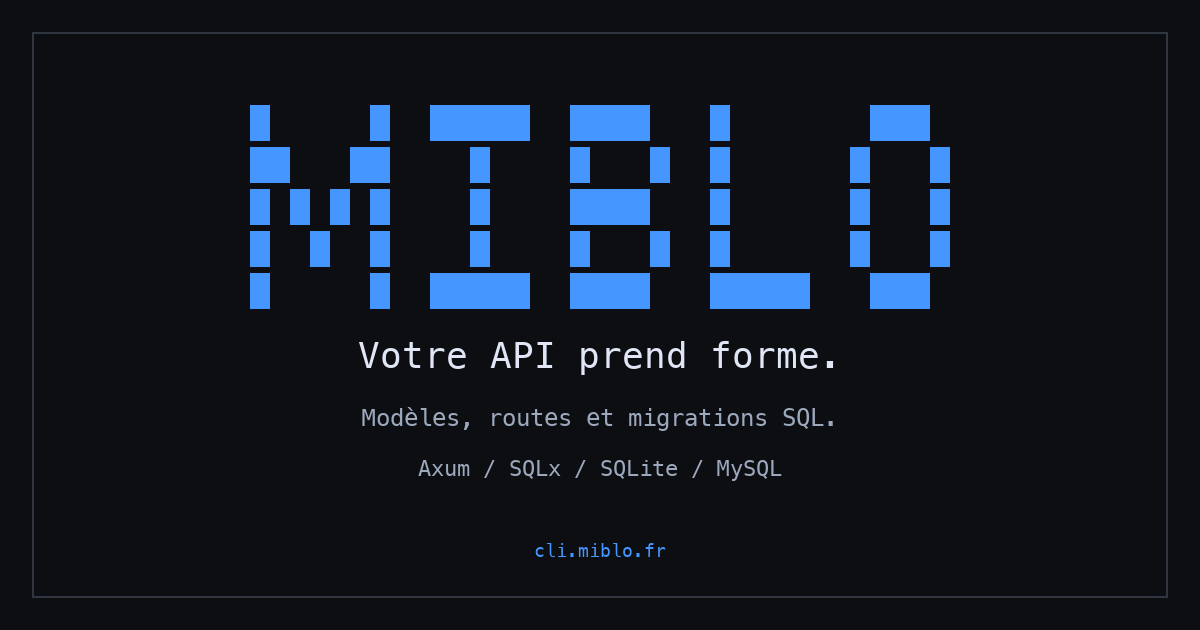 MIBLO
Votre API prend forme.
Modèles, routes et migrations SQL.
Axum / SQLx / SQLite / MySQL
cli.miblo.fr